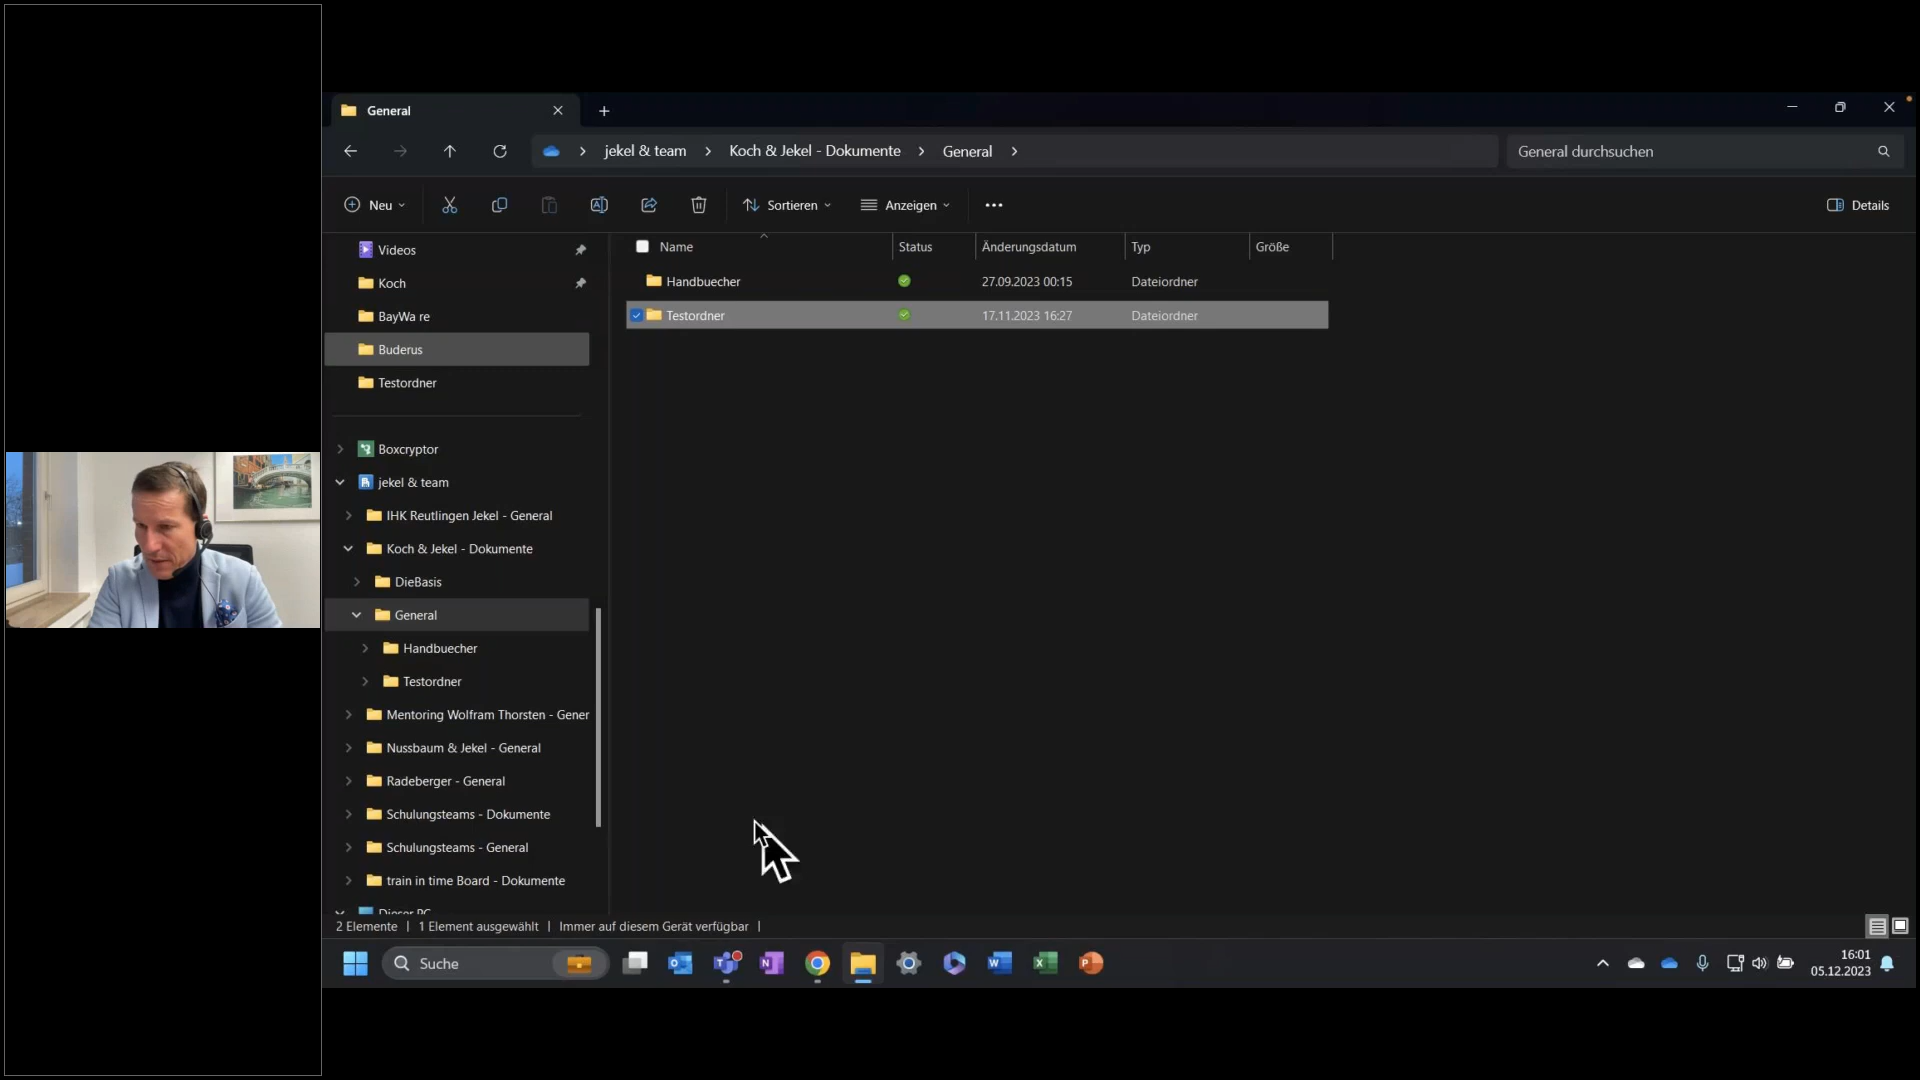 General
jekel & team
Koch & Jekel - Dokumente
General
General durchsuchen
Neu
Sortieren
Anzeigen
Details
Videos
Koch
BayWa re
Buderus
Testordner
Boxcryptor
jekel & team
IHK Reutlingen Jekel - General
Koch & Jekel - Dokumente
DieBasis
General
Handbuecher
Testordner
Mentoring Wolfram Thorsten - Gener
Nussbaum & Jekel - General
Radeberger - General
Schulungsteams - Dokumente
Schulungsteams - General
train in time Board - Dokumente
Dieser PC
Name Status Änderungsdatum Typ Größe
Handbuecher 27.09.2023 00:15 Dateiordner
Testordner 17.11.2023 16:27 Dateiordner
2 Elemente | 1 Element ausgewählt | Immer auf diesem Gerät verfügbar |
Suche
16:01
05.12.2023